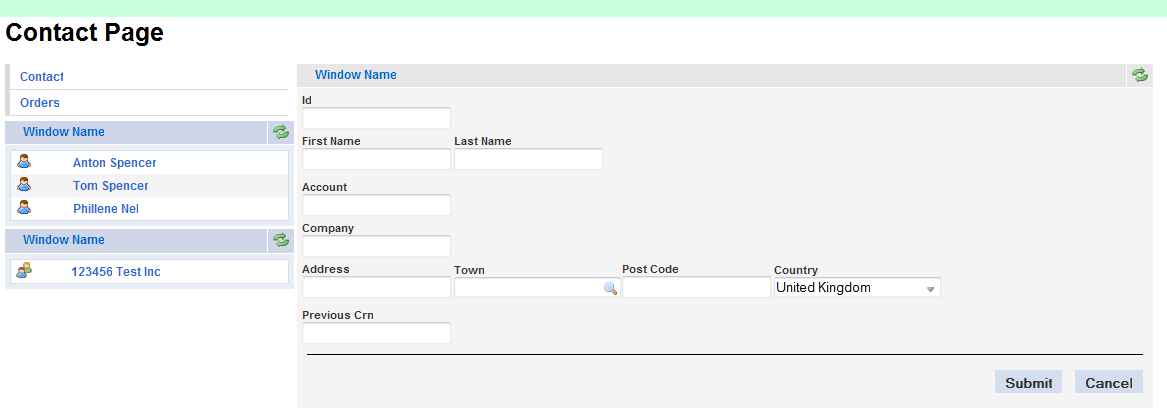 Contact Page
Contact
Orders
Window Name
Anton Spencer
Tom Spencer
Phillene Nel
Window Name
123456 Test Inc
Window Name
Id
First Name Last Name
Account
Company
Address Town Post Code Country
United Kingdom
Previous Crn
Submit Cancel